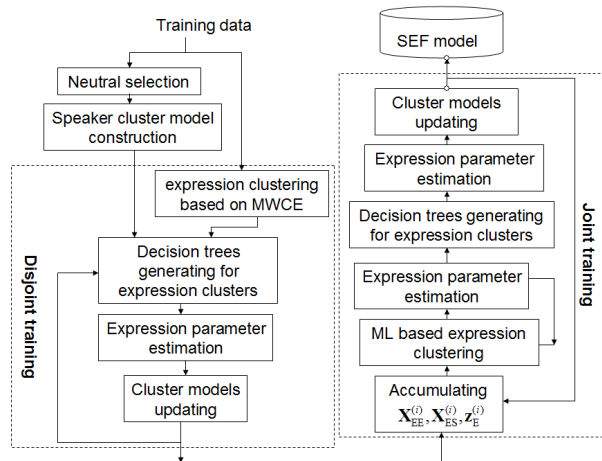 Training data
Neutral selection
Speaker cluster model
construction
expression clustering
based on MWCE
Decision trees
generating for
expression clusters
Expression parameter
estimation
Cluster models
updating
Disjoint training
SEF model
Cluster models
updating
Expression parameter
estimation
Decision trees generating
for expression clusters
Expression parameter
estimation
ML based expression
clustering
Accumulating
X_EE^(i), X_ES^(i), z_E^(i)
Joint training